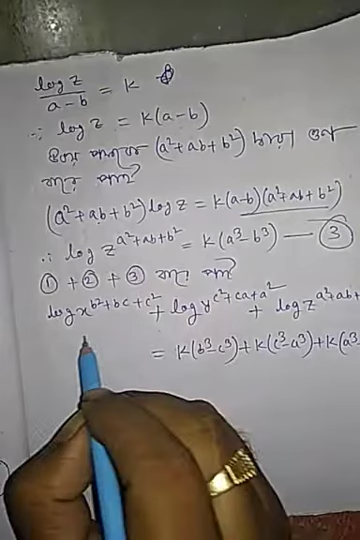 log z / a-b = k
∴ log z = k(a-b)
উভয় পক্ষকে (a²+ab+b²) দ্বারা গুণ
করে পাই
(a²+ab+b²) log z = k(a-b)(a²+ab+b²)
∴ log z^{a²+ab+b²} = k(a³-b³) — ③
① + ② + ③ করে পাই
log x^{b²+bc+c²} + log y^{c²+ca+a²} + log z^{a²+ab+
= k(b³-c³)+k(c³-a³)+k(a³-